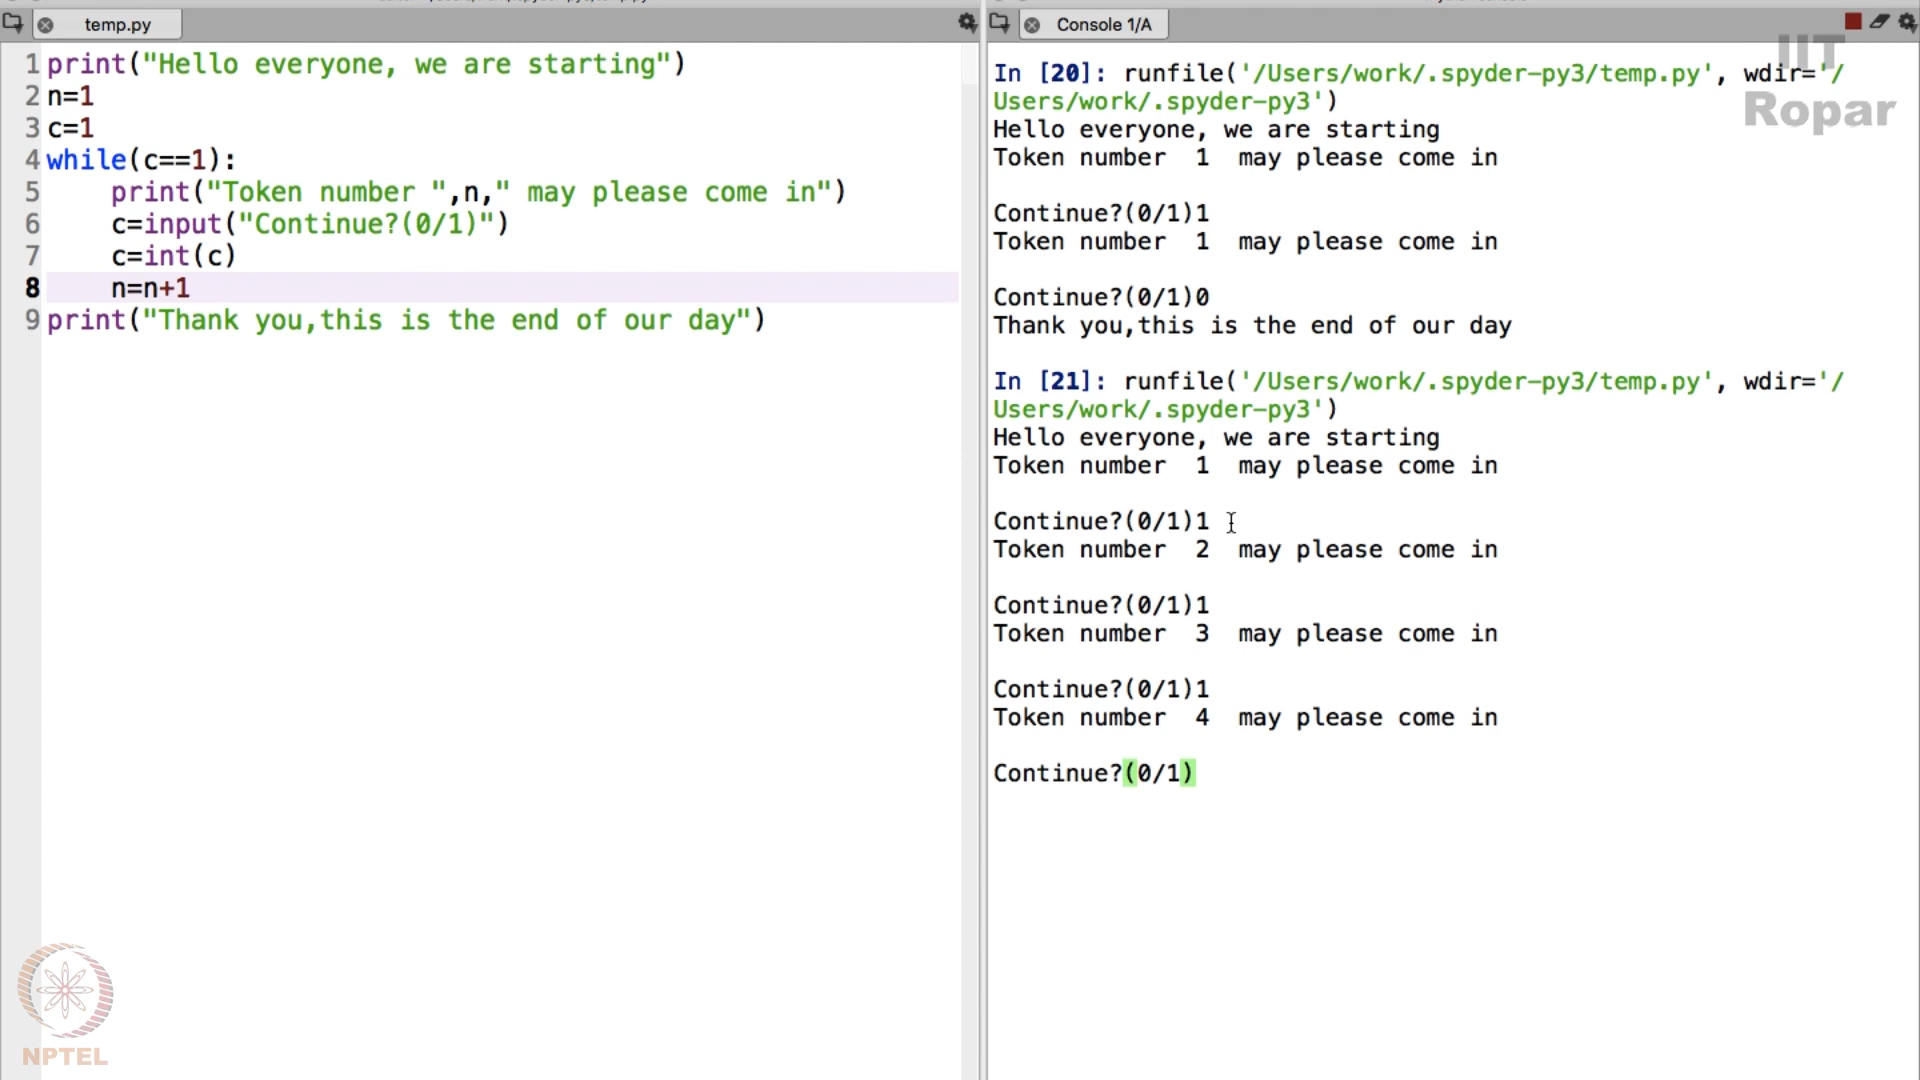 temp.py
1 print("Hello everyone, we are starting")
2 n=1
3 c=1
4 while(c==1):
5     print("Token number ",n," may please come in")
6     c=input("Continue?(0/1)")
7     c=int(c)
8     n=n+1
9 print("Thank you,this is the end of our day")
NPTEL
Console 1/A
IIT
Ropar
In [20]: runfile('/Users/work/.spyder-py3/temp.py', wdir='/
Users/work/.spyder-py3')
Hello everyone, we are starting
Token number  1  may please come in
Continue?(0/1)1
Token number  1  may please come in
Continue?(0/1)0
Thank you,this is the end of our day
In [21]: runfile('/Users/work/.spyder-py3/temp.py', wdir='/
Users/work/.spyder-py3')
Hello everyone, we are starting
Token number  1  may please come in
Continue?(0/1)1
Token number  2  may please come in
Continue?(0/1)1
Token number  3  may please come in
Continue?(0/1)1
Token number  4  may please come in
Continue?(0/1)